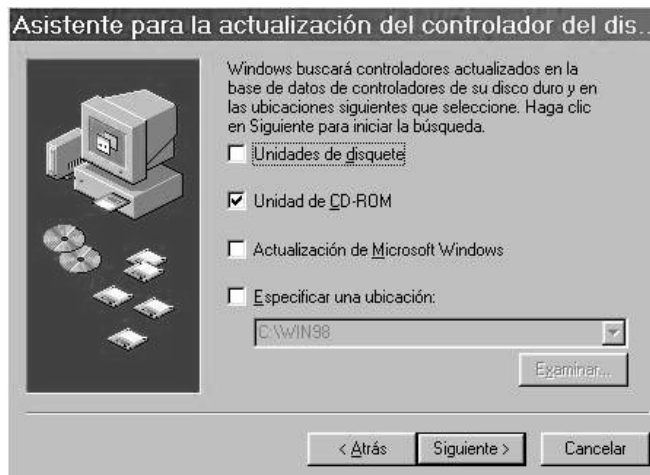 Asistente para la actualización del controlador del dis..
Windows buscará controladores actualizados en la
base de datos de controladores de su disco duro y en
las ubicaciones siguientes que seleccione. Haga clic
en Siguiente para iniciar la búsqueda.
Unidades de disquete
Unidad de CD-ROM
Actualización de Microsoft Windows
Especificar una ubicación:
C:\WIN98
Examinar...
< Atrás
Siguiente >
Cancelar